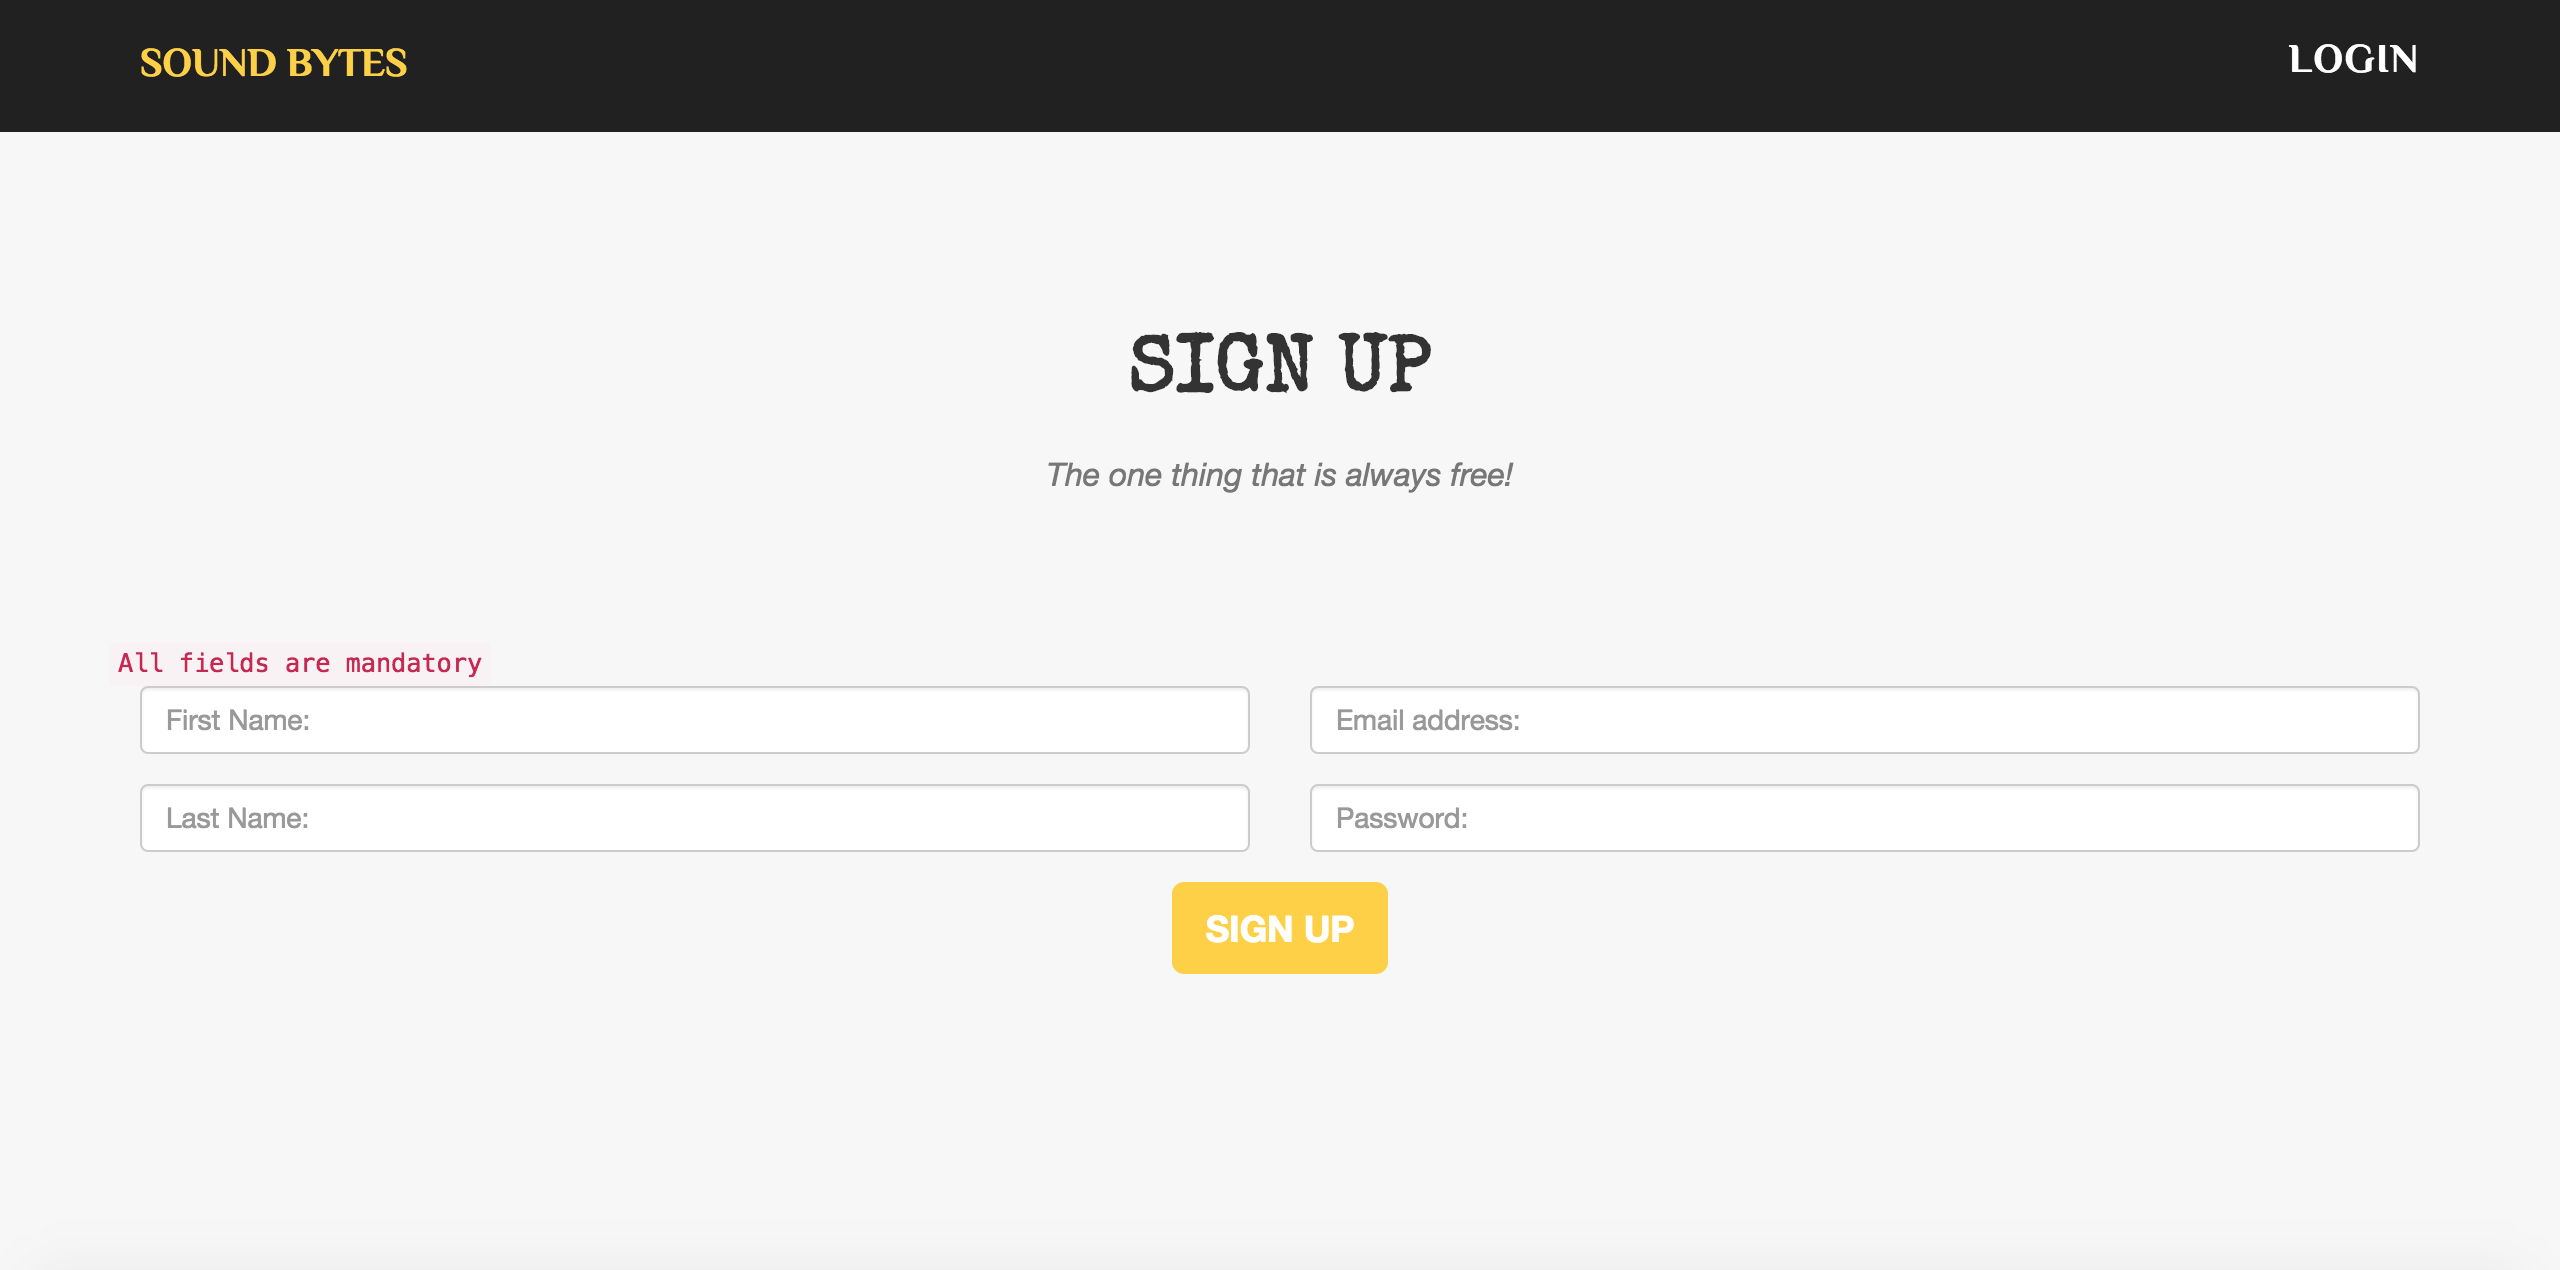 SOUND BYTES
LOGIN
SIGN UP
The one thing that is always free!
All fields are mandatory
First Name:
Email address:
Last Name:
Password:
SIGN UP